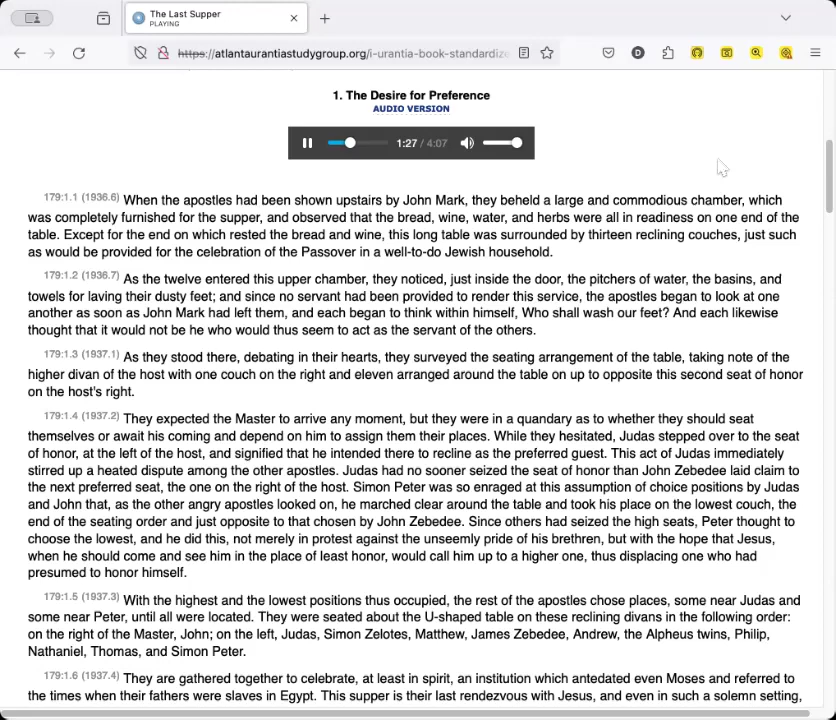 The Last Supper
PLAYING
https://atlantaurantiastudygroup.org/i-urantia-book-standardize
1. The Desire for Preference
AUDIO VERSION
1:27 / 4:07
179:1.1 (1936.6) When the apostles had been shown upstairs by John Mark, they beheld a large and commodious chamber, which
was completely furnished for the supper, and observed that the bread, wine, water, and herbs were all in readiness on one end of the
table. Except for the end on which rested the bread and wine, this long table was surrounded by thirteen reclining couches, just such
as would be provided for the celebration of the Passover in a well-to-do Jewish household.
179:1.2 (1936.7) As the twelve entered this upper chamber, they noticed, just inside the door, the pitchers of water, the basins, and
towels for laving their dusty feet; and since no servant had been provided to render this service, the apostles began to look at one
another as soon as John Mark had left them, and each began to think within himself, Who shall wash our feet? And each likewise
thought that it would not be he who would thus seem to act as the servant of the others.
179:1.3 (1937.1) As they stood there, debating in their hearts, they surveyed the seating arrangement of the table, taking note of the
higher divan of the host with one couch on the right and eleven arranged around the table on up to opposite this second seat of honor
on the host's right.
179:1.4 (1937.2) They expected the Master to arrive any moment, but they were in a quandary as to whether they should seat
themselves or await his coming and depend on him to assign them their places. While they hesitated, Judas stepped over to the seat
of honor, at the left of the host, and signified that he intended there to recline as the preferred guest. This act of Judas immediately
stirred up a heated dispute among the other apostles. Judas had no sooner seized the seat of honor than John Zebedee laid claim to
the next preferred seat, the one on the right of the host. Simon Peter was so enraged at this assumption of choice positions by Judas
and John that, as the other angry apostles looked on, he marched clear around the table and took his place on the lowest couch, the
end of the seating order and just opposite to that chosen by John Zebedee. Since others had seized the high seats, Peter thought to
choose the lowest, and he did this, not merely in protest against the unseemly pride of his brethren, but with the hope that Jesus,
when he should come and see him in the place of least honor, would call him up to a higher one, thus displacing one who had
presumed to honor himself.
179:1.5 (1937.3) With the highest and the lowest positions thus occupied, the rest of the apostles chose places, some near Judas and
some near Peter, until all were located. They were seated about the U-shaped table on these reclining divans in the following order:
on the right of the Master, John; on the left, Judas, Simon Zelotes, Matthew, James Zebedee, Andrew, the Alpheus twins, Philip,
Nathaniel, Thomas, and Simon Peter.
179:1.6 (1937.4) They are gathered together to celebrate, at least in spirit, an institution which antedated even Moses and referred to
the times when their fathers were slaves in Egypt. This supper is their last rendezvous with Jesus, and even in such a solemn setting,